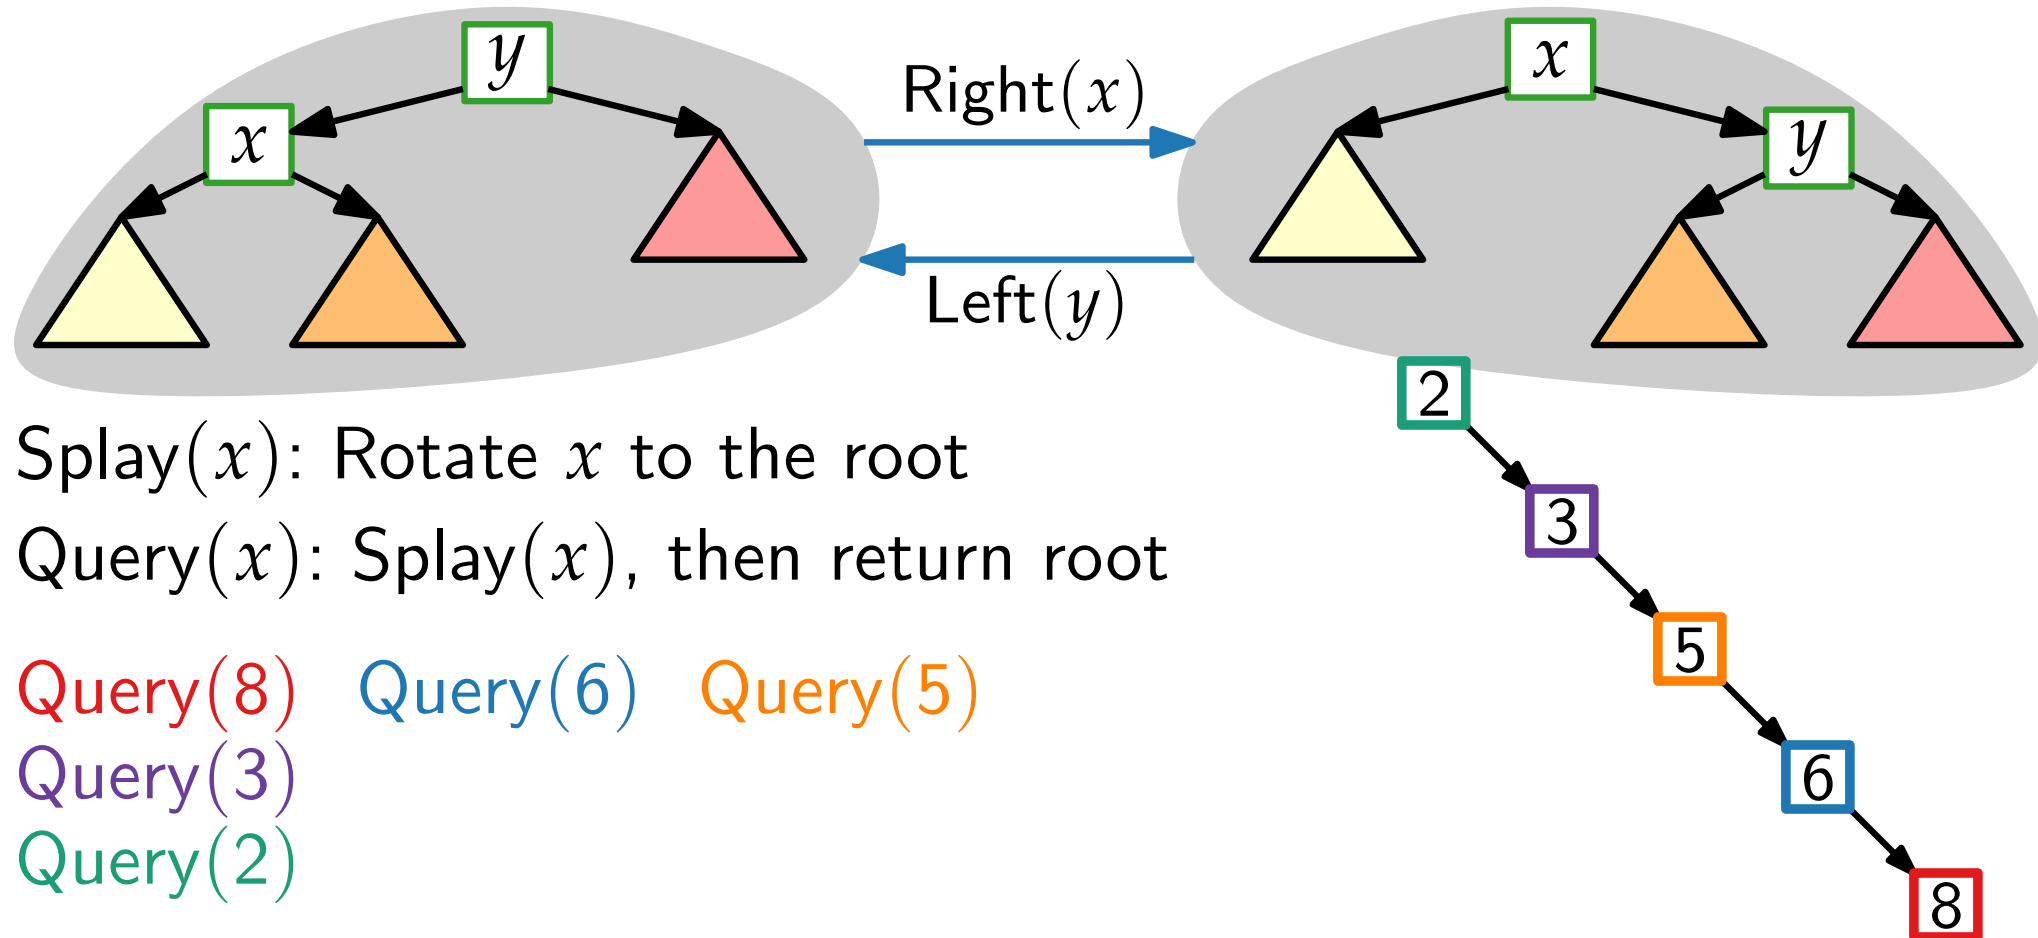 y
x
Right(x)
Left(y)
x
y
Splay(x): Rotate x to the root
Query(x): Splay(x), then return root
Query(8) Query(6) Query(5)
Query(3)
Query(2)
2
3
5
6
8